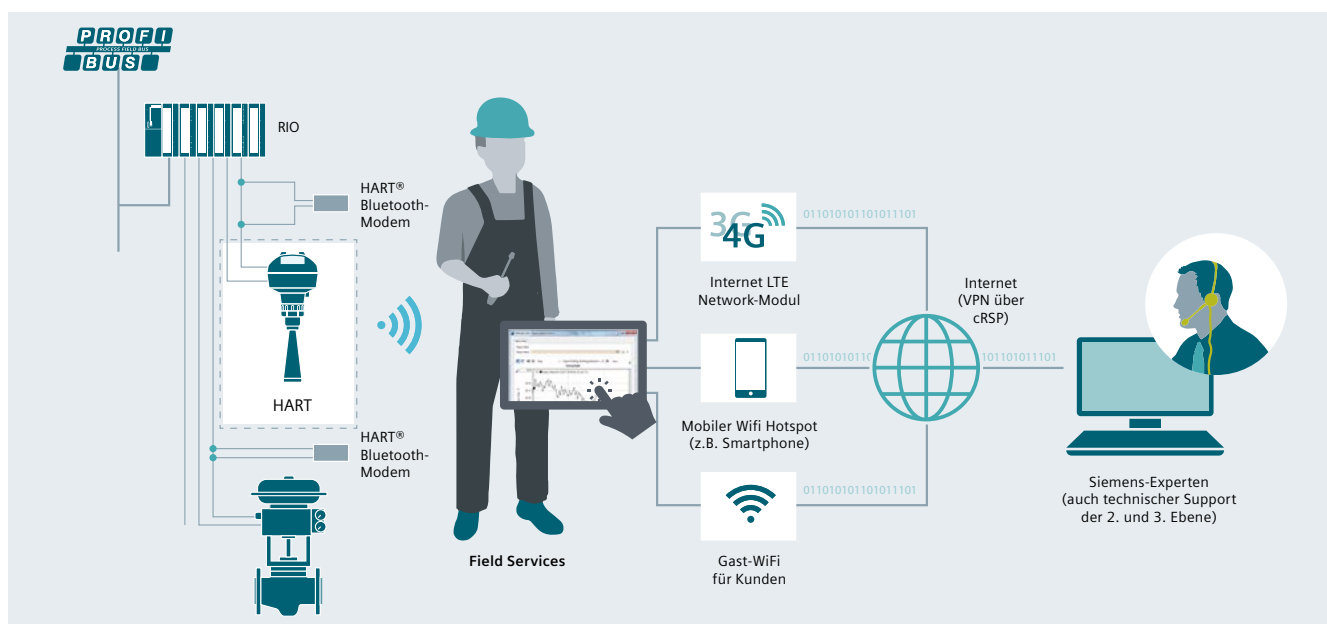 PROFI
PROCESS FIELD BUS
BUS
RIO
HART®
Bluetooth-
Modem
HART
HART®
Bluetooth-
Modem
Field Services
3G
4G
011010101101011101
Internet LTE
Network-Modul
01101010110
Mobiler Wifi Hotspot
(z.B. Smartphone)
011010101101011101
Gast-WiFi
für Kunden
Internet
(VPN über
cRSP)
101101011101
Siemens-Experten
(auch technischer Support
der 2. und 3. Ebene)